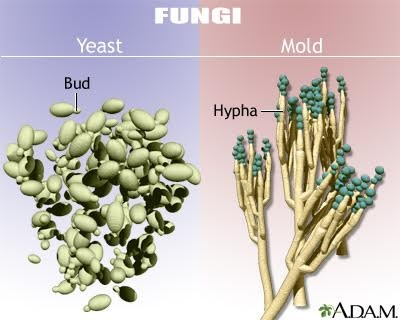 FUNGI
Yeast
Mold
Bud
Hypha
A.D.A.M.